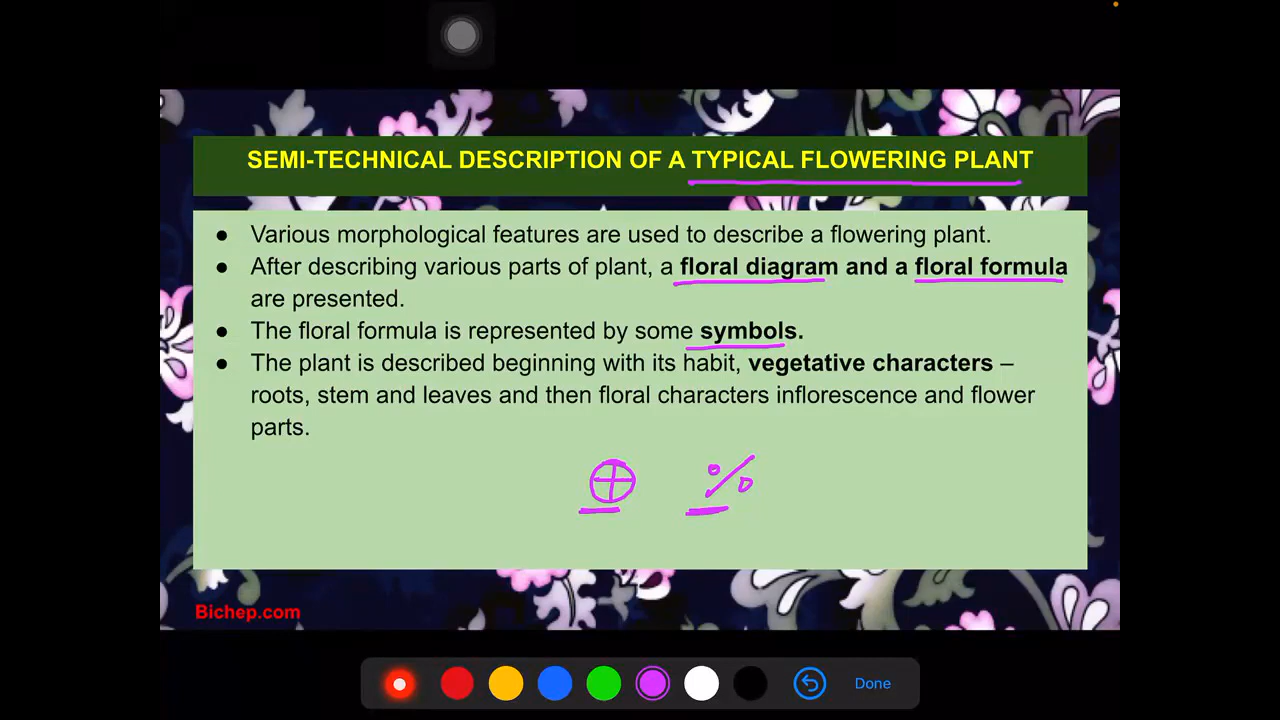 SEMI-TECHNICAL DESCRIPTION OF A TYPICAL FLOWERING PLANT
● Various morphological features are used to describe a flowering plant.
● After describing various parts of plant, a floral diagram and a floral formula
are presented.
● The floral formula is represented by some symbols.
● The plant is described beginning with its habit, vegetative characters –
roots, stem and leaves and then floral characters inflorescence and flower
parts.
⊕ %
Bichep.com
Done